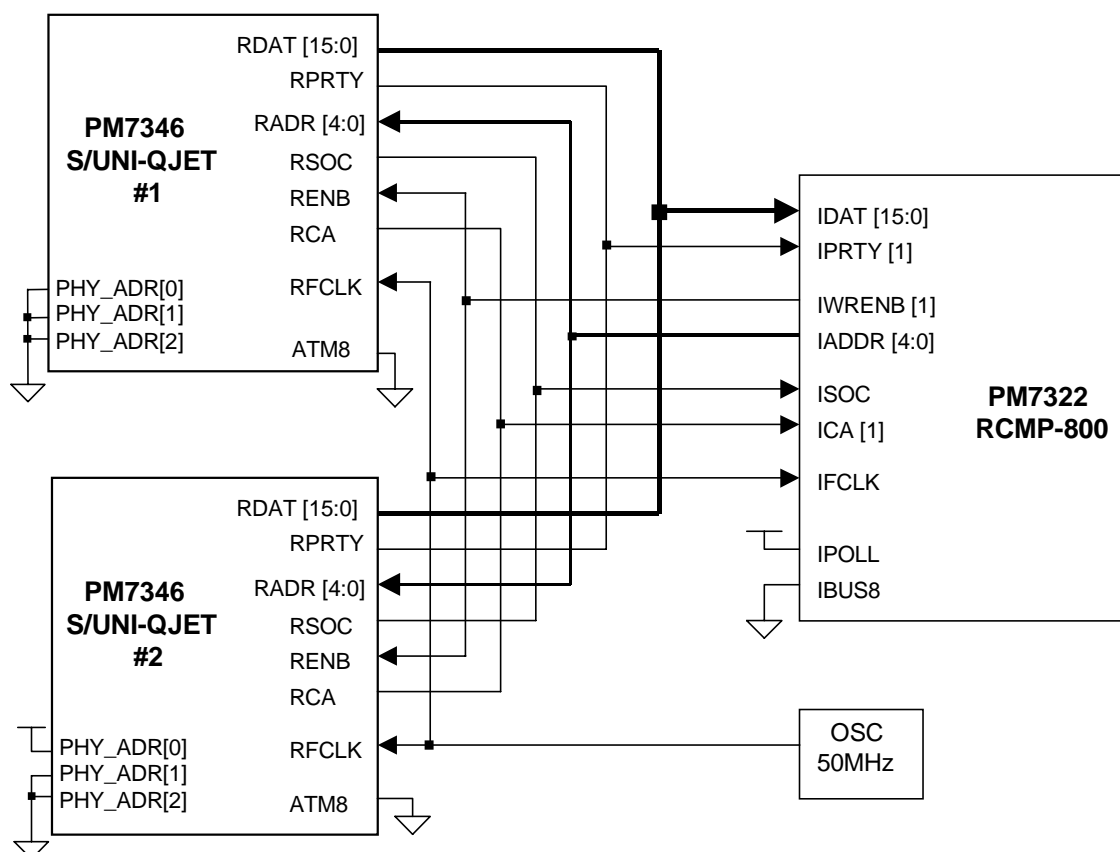 RDAT [15:0]
RPRTY
RADR [4:0]
RSOC
RENB
RCA
RFCLK
ATM8
PM7346
S/UNI-QJET
#1
PHY_ADR[0]
PHY_ADR[1]
PHY_ADR[2]
IDAT [15:0]
IPRTY [1]
IWRENB [1]
IADDR [4:0]
ISOC
ICA [1]
IFCLK
IPOLL
IBUS8
PM7322
RCMP-800
RDAT [15:0]
RPRTY
RADR [4:0]
RSOC
RENB
RCA
RFCLK
ATM8
PM7346
S/UNI-QJET
#2
PHY_ADR[0]
PHY_ADR[1]
PHY_ADR[2]
OSC
50MHz